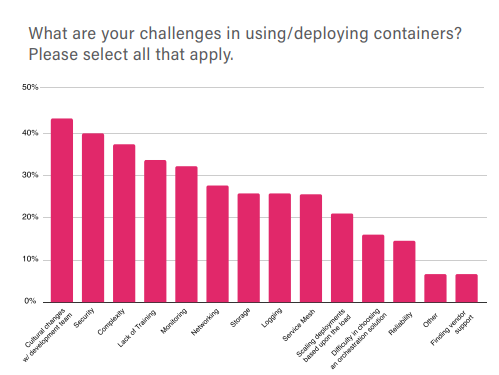 What are your challenges in using/deploying containers?
Please select all that apply.
50%
40%
30%
20%
10%
0%
Cultural changes
w/ development team
Security
Complexity
Lack of Training
Monitoring
Networking
Storage
Logging
Service Mesh
Scaling deployments
based upon the load
Difficulty in choosing
an orchestration solution
Reliability
Other
Finding vendor
support